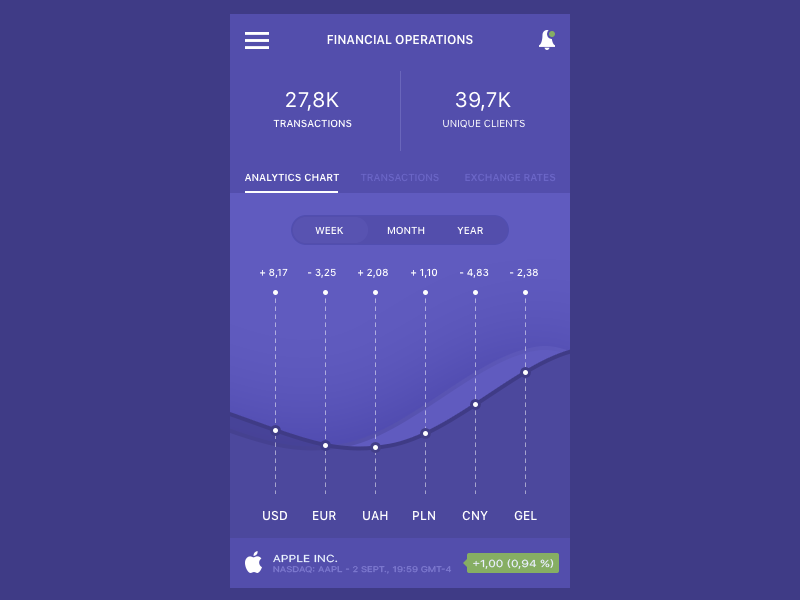 FINANCIAL OPERATIONS
27,8K
39,7K
TRANSACTIONS
UNIQUE CLIENTS
ANALYTICS CHART TRANSACTIONS EXCHANGE RATES
WEEK MONTH YEAR
+ 8,17 - 3,25 + 2,08 + 1,10 - 4,83 - 2,38
USD EUR UAH PLN CNY GEL
APPLE INC.
NASDAQ: AAPL - 2 SEPT., 19:59 GMT-4
+1,00 (0,94 %)